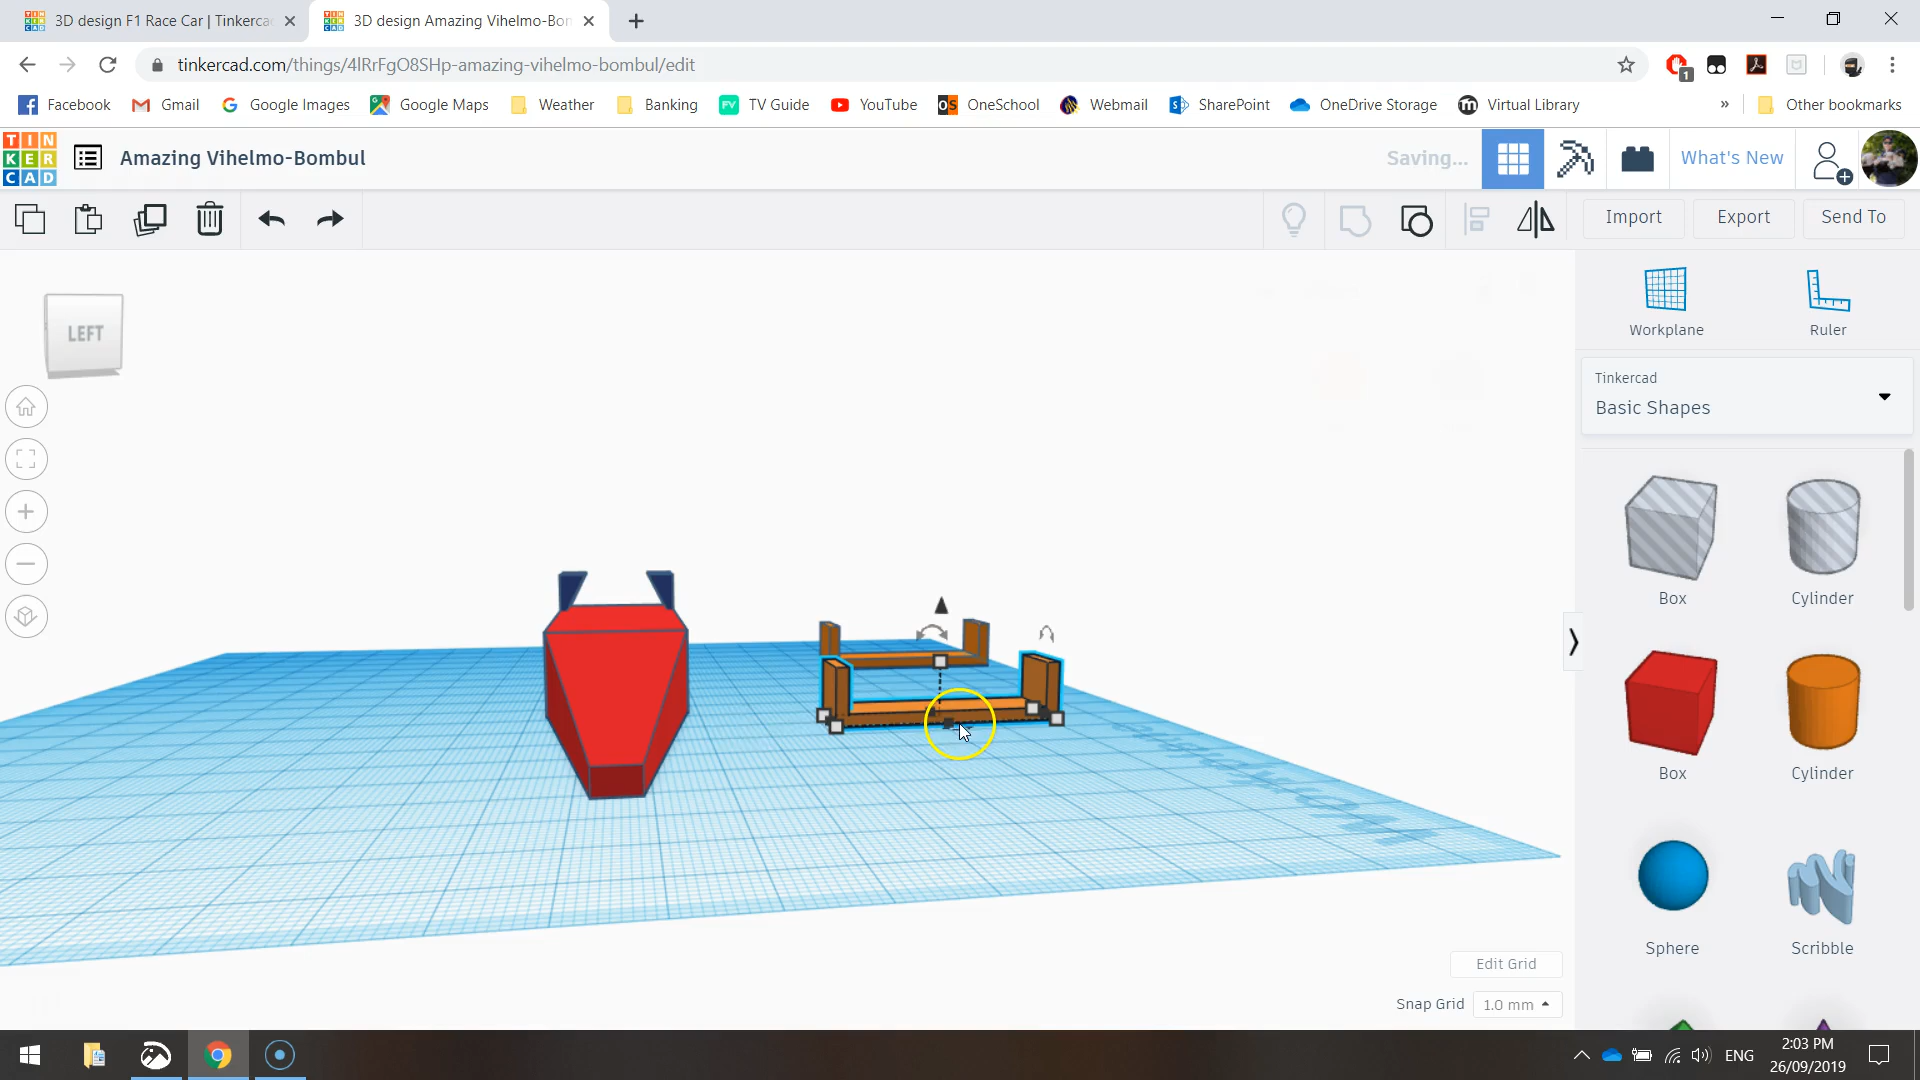 3D design F1 Race Car | Tinkerca
3D design Amazing Vihelmo-Bon
tinkercad.com/things/4lRrFgO8SHp-amazing-vihelmo-bombul/edit
1
Facebook
Gmail
Google Images
Google Maps
Weather
Banking
FV TV Guide
YouTube
OS OneSchool
Webmail
SharePoint
OneDrive Storage
Virtual Library
»
Other bookmarks
TIN
KER
CAD
Amazing Vihelmo-Bombul
Saving...
What's New
Import
Export
Send To
LEFT
Workplane
Ruler
Tinkercad
Basic Shapes
Box
Cylinder
Box
Cylinder
Sphere
Scribble
Edit Grid
Snap Grid
1.0 mm
ENG
2:03 PM
26/09/2019